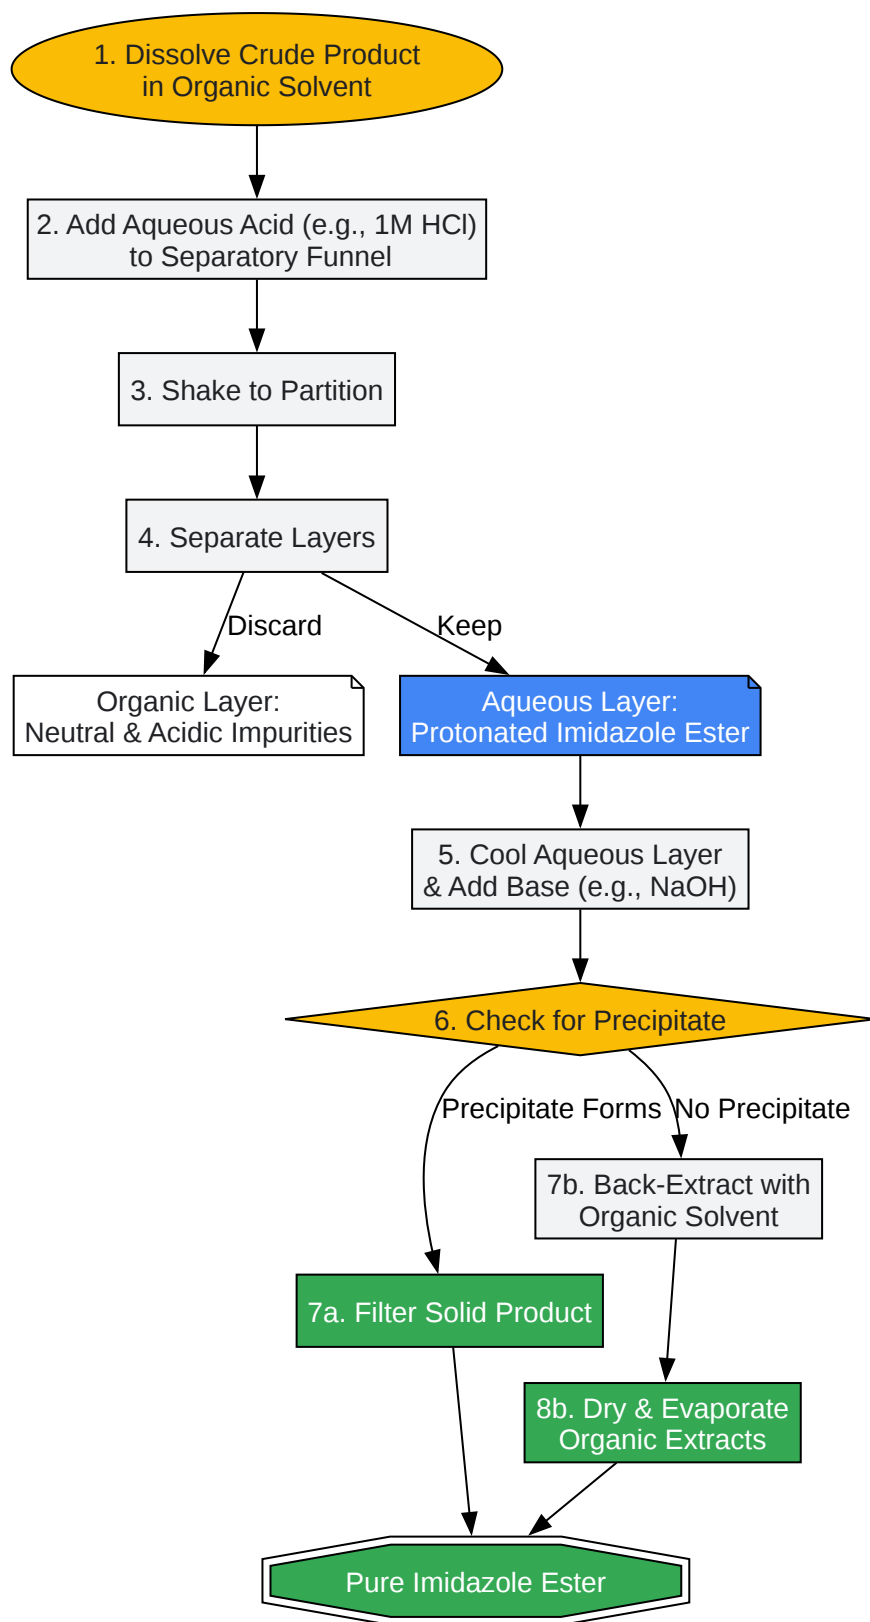 1. Dissolve Crude Product
in Organic Solvent
2. Add Aqueous Acid (e.g., 1M HCl)
to Separatory Funnel
3. Shake to Partition
4. Separate Layers
Discard
Keep
Organic Layer:
Neutral & Acidic Impurities
Aqueous Layer:
Protonated Imidazole Ester
5. Cool Aqueous Layer
& Add Base (e.g., NaOH)
6. Check for Precipitate
Precipitate Forms
No Precipitate
7b. Back-Extract with
Organic Solvent
7a. Filter Solid Product
8b. Dry & Evaporate
Organic Extracts
Pure Imidazole Ester